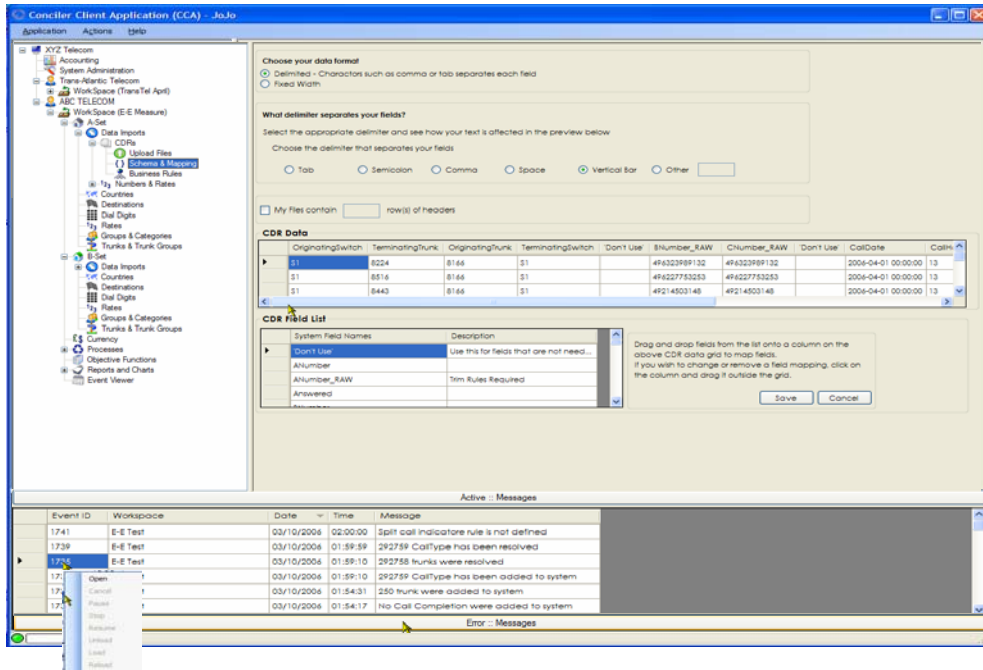 Conciler Client Application (CCA) - JoJo
Application Actions Help
XYZ Telecom
Accounting
System Administration
Trans-Atlantic Telecom
WorkSpace (TransTel April)
ABC TELECOM
WorkSpace (E-E Measure)
A-Set
Data Imports
CDRs
Upload Files
Schema & Mapping
Business Rules
Numbers & Rates
Countries
Destinations
Dial Digits
Rates
Groups & Categories
Trunks & Trunk Groups
B-Set
Data Imports
Countries
Destinations
Dial Digits
Rates
Groups & Categories
Trunks & Trunk Groups
Currency
Processes
Objective Functions
Reports and Charts
Event Viewer
Choose your data format
Delimited - Charactors such as comma or tab separates each field
Fixed Width
What delimiter separates your fields?
Select the appropriate delimiter and see how your text is affected in the preview below
Choose the delimiter that separates your fields
Tab Semicolon Comma Space Vertical Bar Other
My Files contain row(s) of headers
CDR Data
OriginatingSwitch TerminatingTrunk OriginatingTrunk TerminatingSwitch 'Don't Use' BNumber_RAW CNumber_RAW 'Don't Use' CallDate
S1 8224 8166 S1 496323989132 496323989132 2006-04-01 00:00:00 13
S1 8516 8166 S1 496227753253 496227753253 2006-04-01 00:00:00 13
S1 8443 8166 S1 49214503148 49214503148 2006-04-01 00:00:00 13
CDR Field List
System Field Names Description
'Don't Use' Use this for fields that are not need...
ANumber
ANumber_RAW Trim Rules Required
Answered
Drag and drop fields from the list onto a column on the
above CDR data grid to map fields.
If you wish to change or remove a field mapping, click on
the column and drag it outside the grid.
Save Cancel
Active :: Messages
Event ID Workspace Date Time Message
1741 E-E Test 03/10/2006 02:00:00 Split call indicatore rule is not defined
1739 E-E Test 03/10/2006 01:59:59 292759 CallType has been resolved
E-E Test 03/10/2006 01:59:10 292758 trunks were resolved
03/10/2006 01:59:10 292759 CallType has been added to system
03/10/2006 01:54:31 250 trunk were added to system
03/10/2006 01:54:17 No Call Completion were added to system
Open
Cancel
Pause
Stop
Resume
Unload
Load
Reload
Error :: Messages